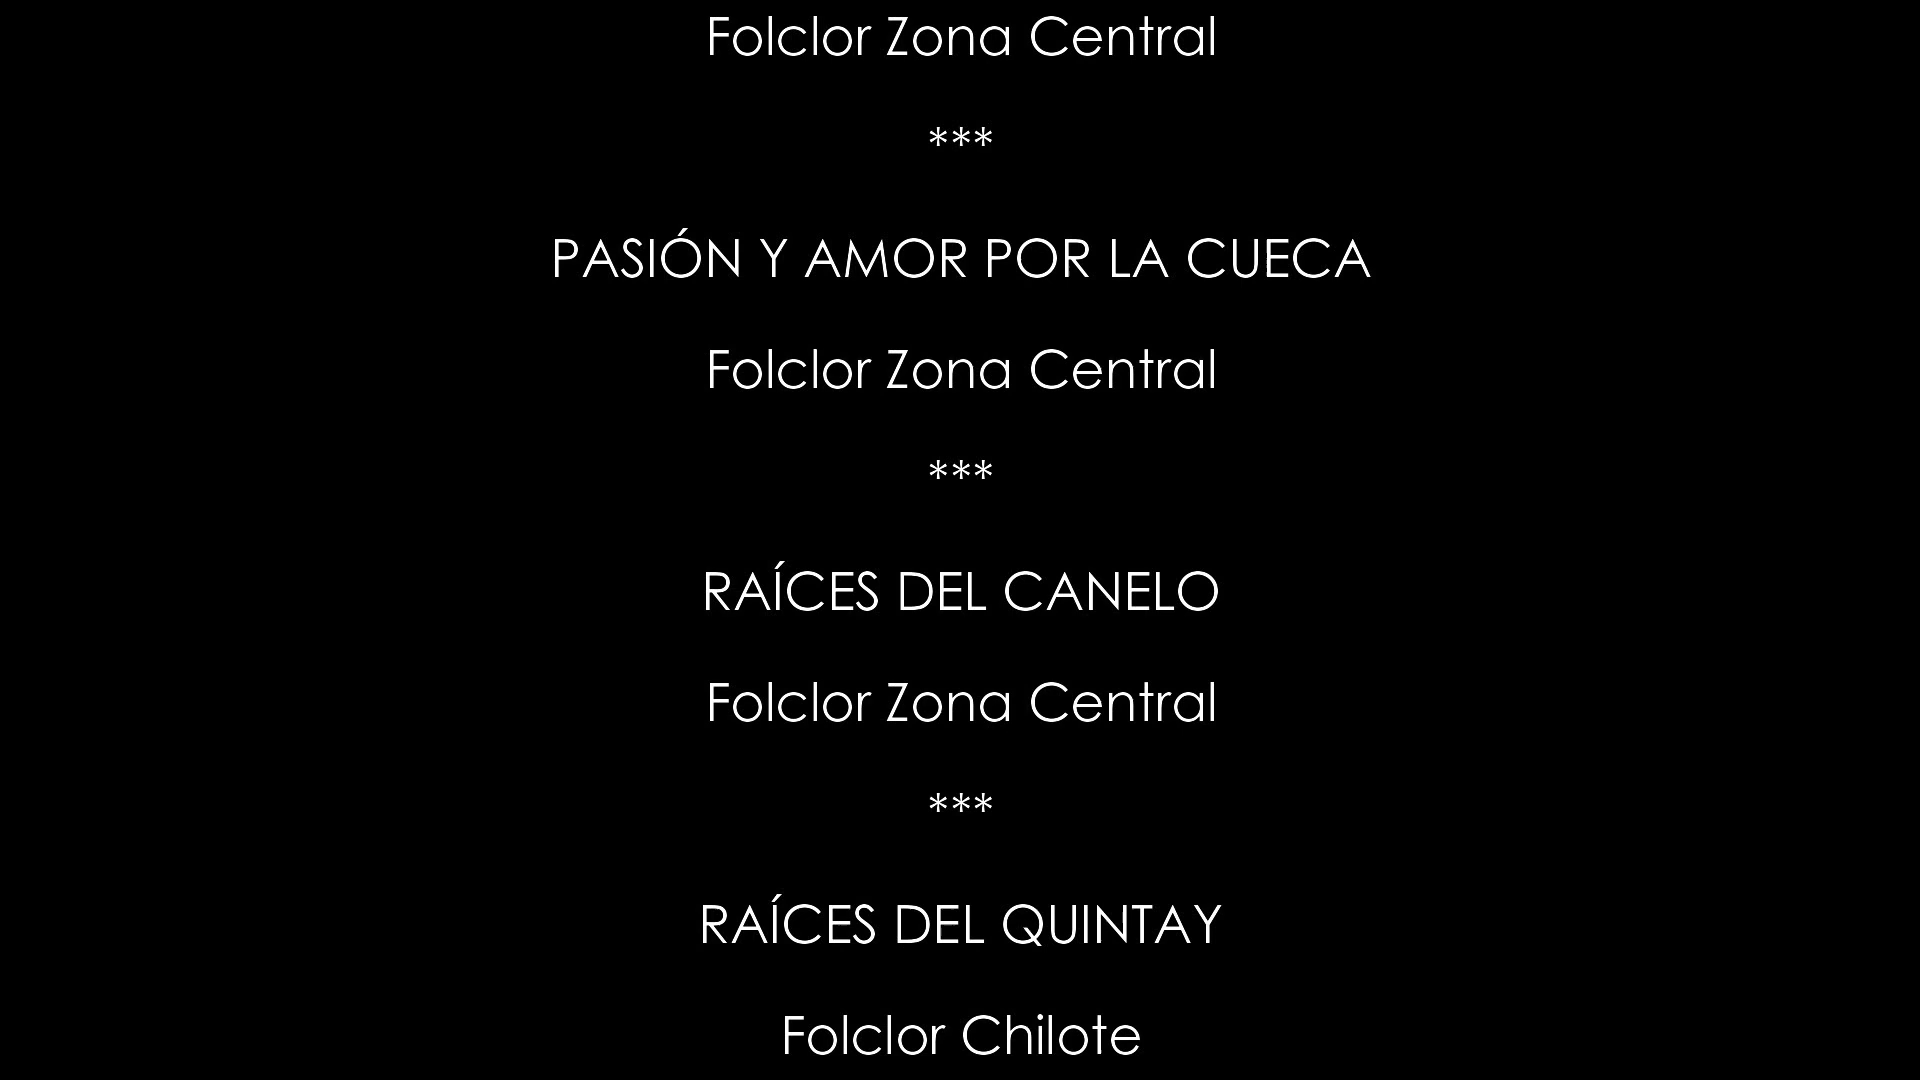 Folclor Zona Central
***
PASIÓN Y AMOR POR LA CUECA
Folclor Zona Central
***
RAÍCES DEL CANELO
Folclor Zona Central
***
RAÍCES DEL QUINTAY
Folclor Chilote